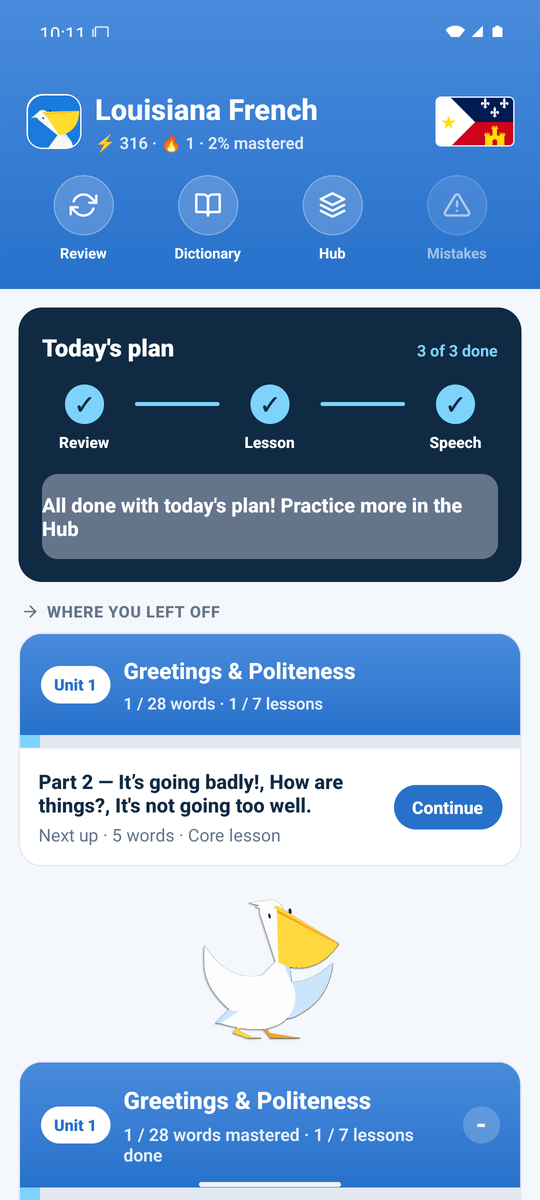 10:11
Louisiana French
⚡ 316 · 🔥 1 · 2% mastered
Review
Dictionary
Hub
Mistakes
Today's plan
3 of 3 done
✓
✓
✓
Review
Lesson
Speech
All done with today's plan! Practice more in the
Hub
→ WHERE YOU LEFT OFF
Unit 1
Greetings & Politeness
1 / 28 words · 1 / 7 lessons
Part 2 — It’s going badly!, How are
things?, It's not going too well.
Next up · 5 words · Core lesson
Continue
Unit 1
Greetings & Politeness
1 / 28 words mastered · 1 / 7 lessons
done
-